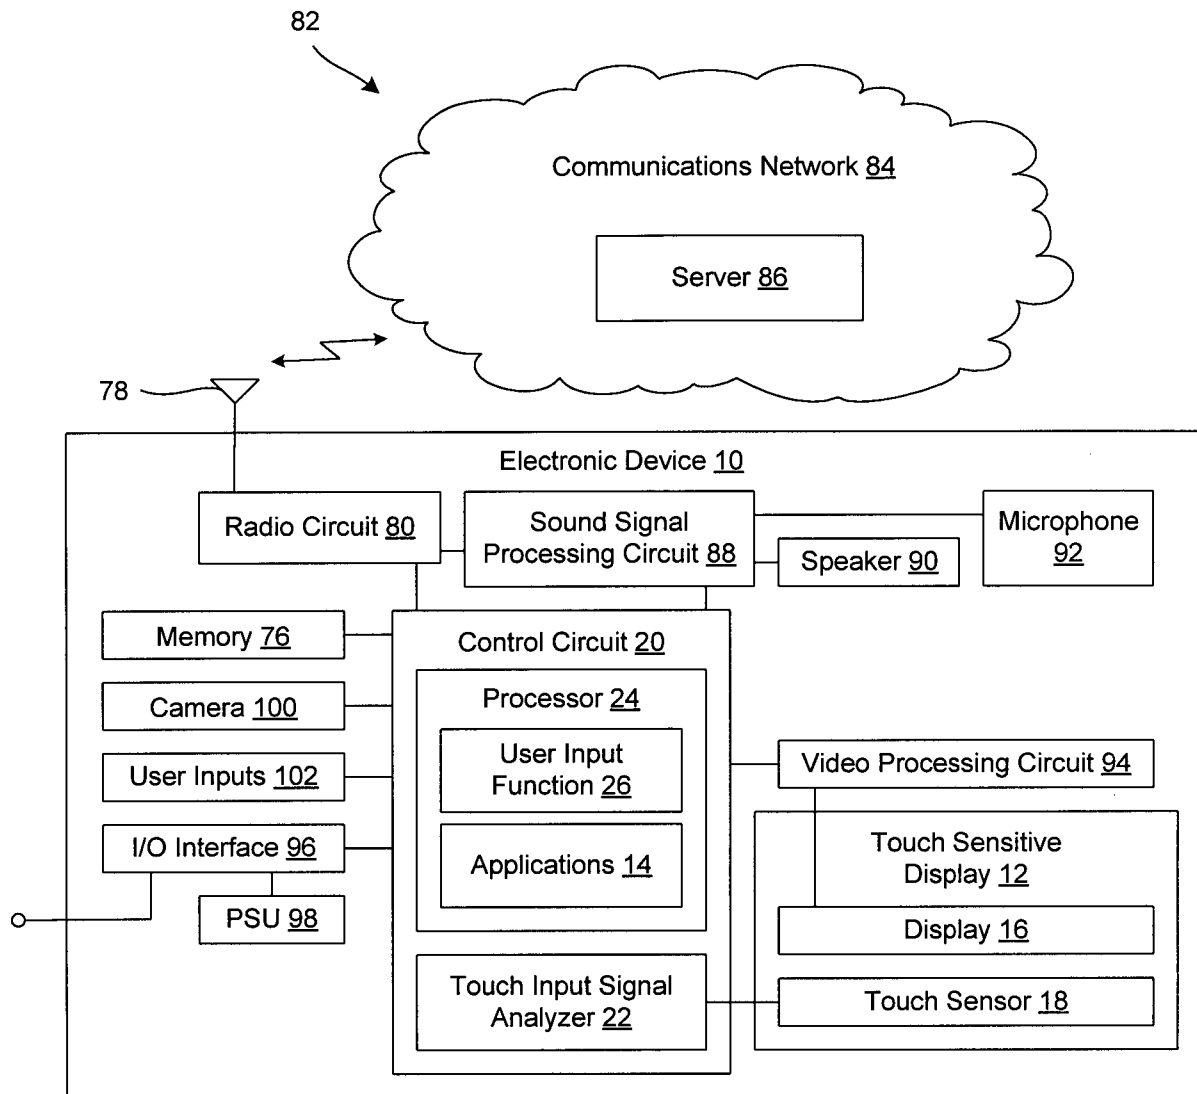 82
Communications Network 84
Server 86
78
Electronic Device 10
Radio Circuit 80
Sound Signal
Processing Circuit 88
Microphone
92
Speaker 90
Memory 76
Control Circuit 20
Camera 100
Processor 24
User Inputs 102
User Input
Function 26
Video Processing Circuit 94
I/O Interface 96
Applications 14
Touch Sensitive
Display 12
PSU 98
Display 16
Touch Input Signal
Analyzer 22
Touch Sensor 18